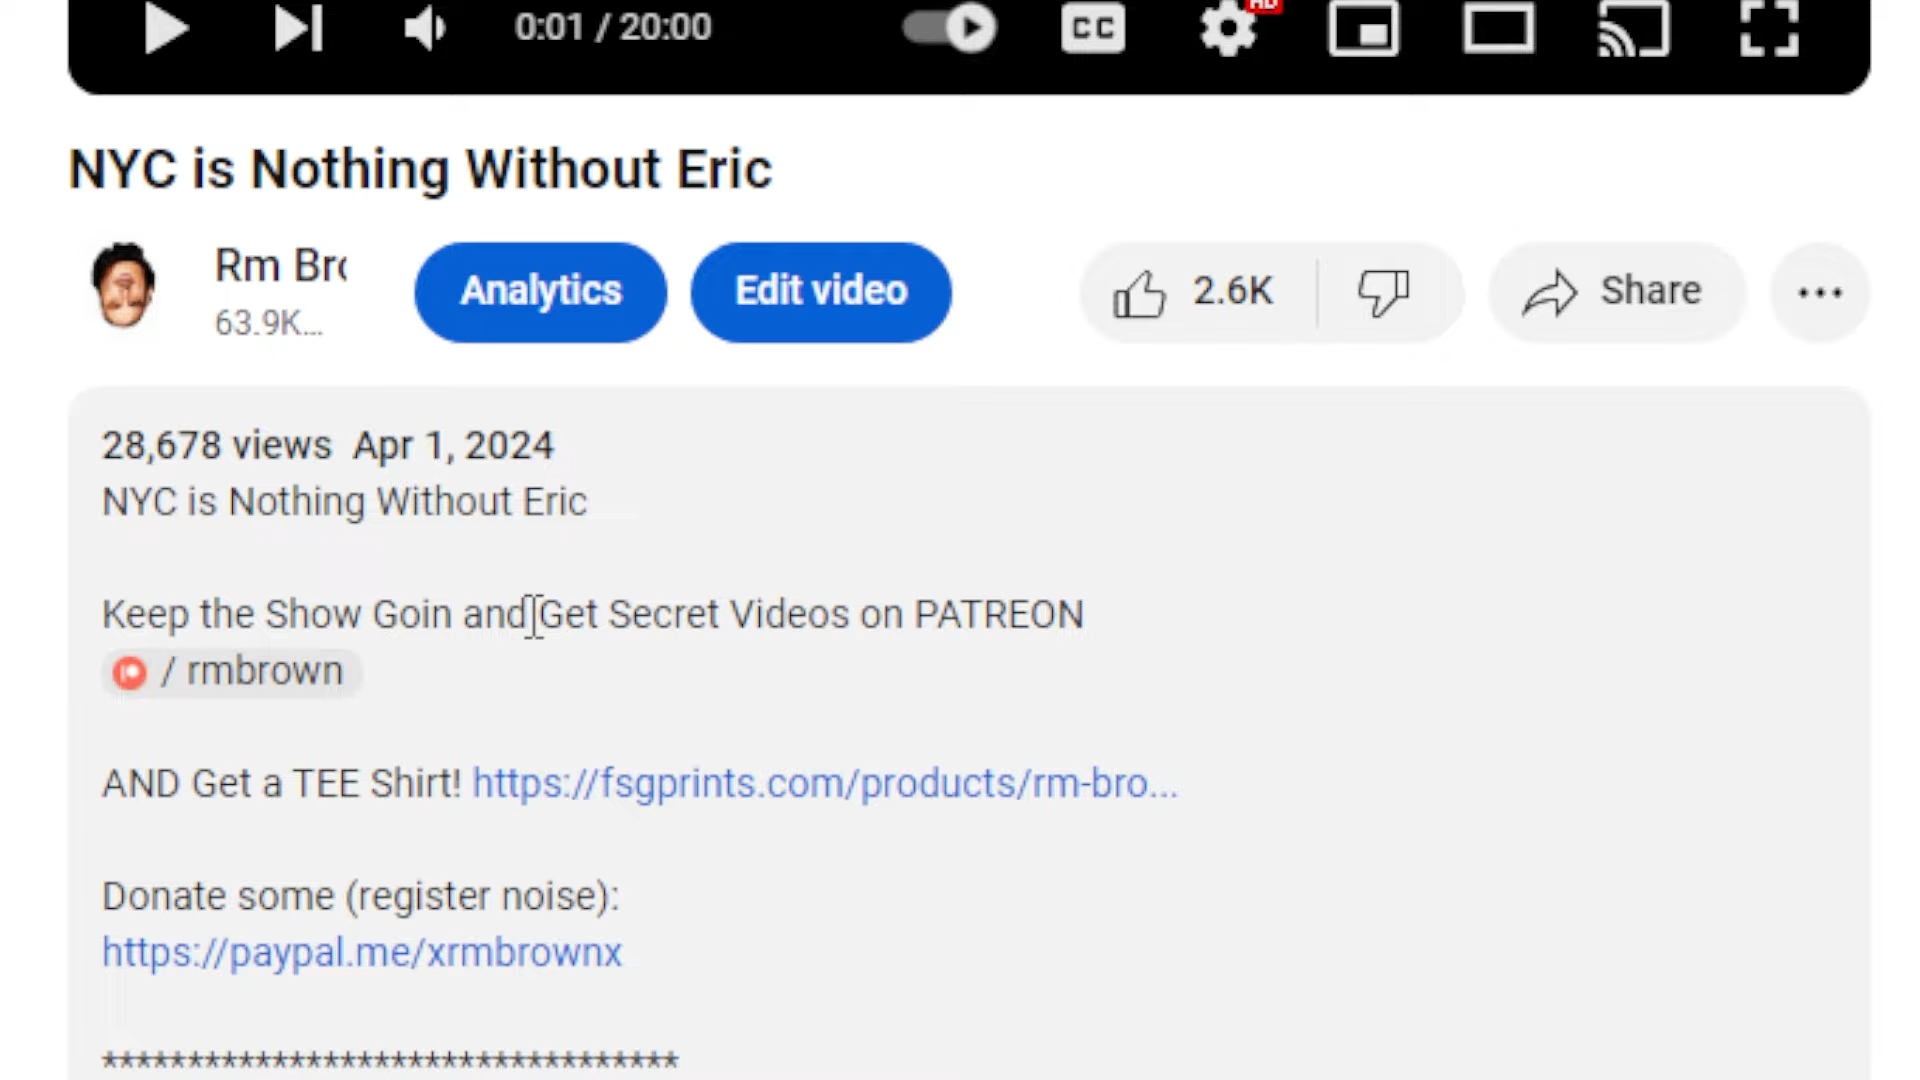 0:01 / 20:00
CC
HD
NYC is Nothing Without Eric
Rm Bro
63.9K...
Analytics
Edit video
2.6K
Share
28,678 views Apr 1, 2024
NYC is Nothing Without Eric
Keep the Show Goin and Get Secret Videos on PATREON
/ rmbrown
AND Get a TEE Shirt! https://fsgprints.com/products/rm-bro...
Donate some (register noise):
https://paypal.me/xrmbrownx
***********************************